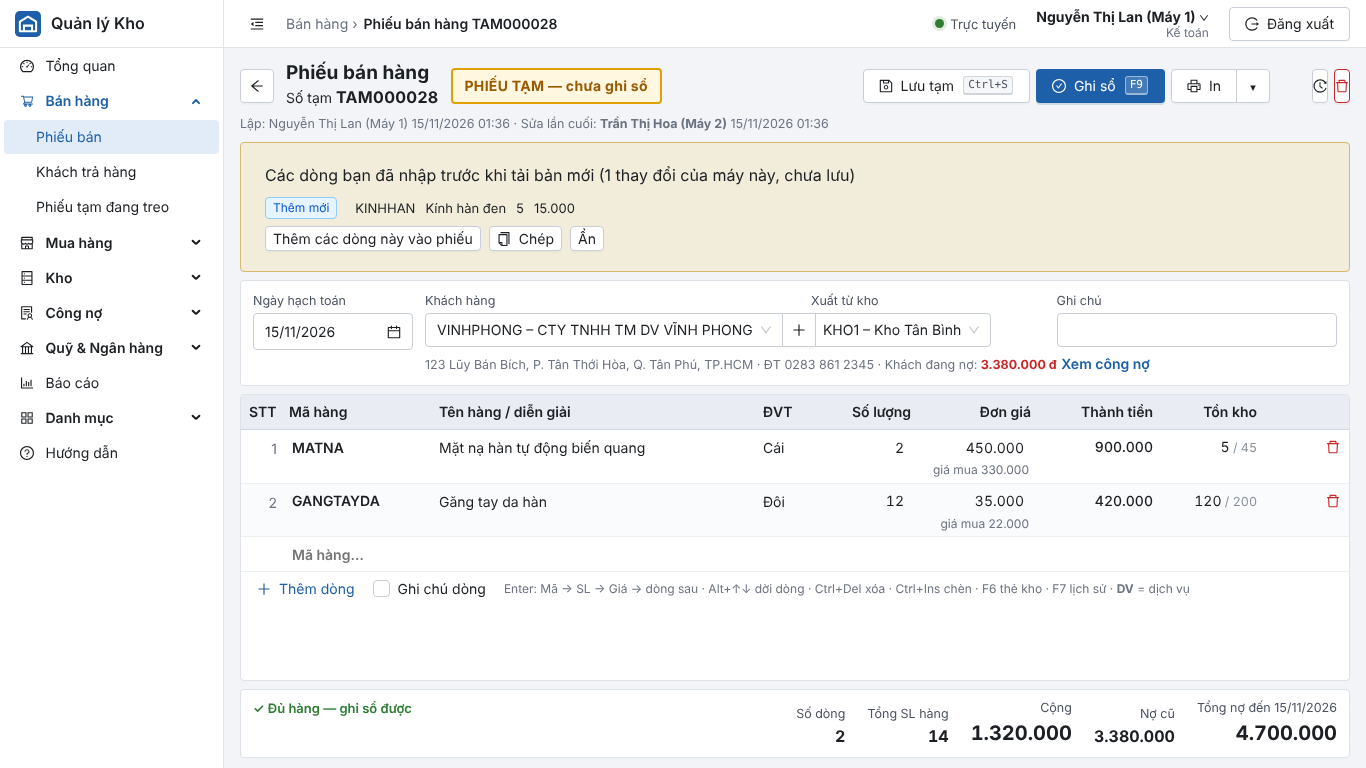 Quản lý Kho
Bán hàng › Phiếu bán hàng TAM000028
Trực tuyến
Nguyễn Thị Lan (Máy 1)
Kế toán
Đăng xuất
Tổng quan
Bán hàng
Phiếu bán
Khách trả hàng
Phiếu tạm đang treo
Mua hàng
Kho
Công nợ
Quỹ & Ngân hàng
Báo cáo
Danh mục
Hướng dẫn
Phiếu bán hàng
Số tạm TAM000028
PHIẾU TẠM — chưa ghi sổ
Lưu tạm Ctrl+S
Ghi sổ F9
In
Lập: Nguyễn Thị Lan (Máy 1) 15/11/2026 01:36 · Sửa lần cuối: Trần Thị Hoa (Máy 2) 15/11/2026 01:36
Các dòng bạn đã nhập trước khi tải bản mới (1 thay đổi của máy này, chưa lưu)
Thêm mới KINHHAN Kính hàn đen 5 15.000
Thêm các dòng này vào phiếu Chép Ẩn
Ngày hạch toán Khách hàng Xuất từ kho Ghi chú
15/11/2026 VINHPHONG – CTY TNHH TM DV VĨNH PHONG KHO1 – Kho Tân Bình
123 Lũy Bán Bích, P. Tân Thới Hòa, Q. Tân Phú, TP.HCM · ĐT 0283 861 2345 · Khách đang nợ: 3.380.000 đ Xem công nợ
STT Mã hàng Tên hàng / diễn giải ĐVT Số lượng Đơn giá Thành tiền Tồn kho
1 MATNA Mặt nạ hàn tự động biến quang Cái 2 450.000 900.000 5 / 45
giá mua 330.000
2 GANGTAYDA Găng tay da hàn Đôi 12 35.000 420.000 120 / 200
giá mua 22.000
Mã hàng...
Thêm dòng Ghi chú dòng Enter: Mã → SL → Giá → dòng sau · Alt+↑↓ dời dòng · Ctrl+Del xóa · Ctrl+Ins chèn · F6 thẻ kho · F7 lịch sử · DV = dịch vụ
✓ Đủ hàng — ghi sổ được
Số dòng Tổng SL hàng Cộng Nợ cũ Tổng nợ đến 15/11/2026
2 14 1.320.000 3.380.000 4.700.000